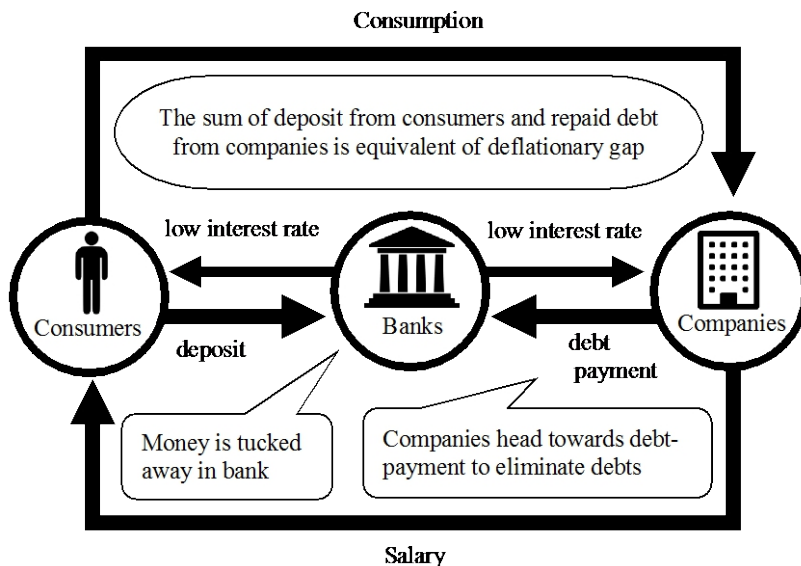 Consumption
The sum of deposit from consumers and repaid debt
from companies is equivalent of deflationary gap
low interest rate
low interest rate
Consumers
Banks
Companies
deposit
debt
payment
Money is tucked
away in bank
Companies head towards debt-
payment to eliminate debts
Salary